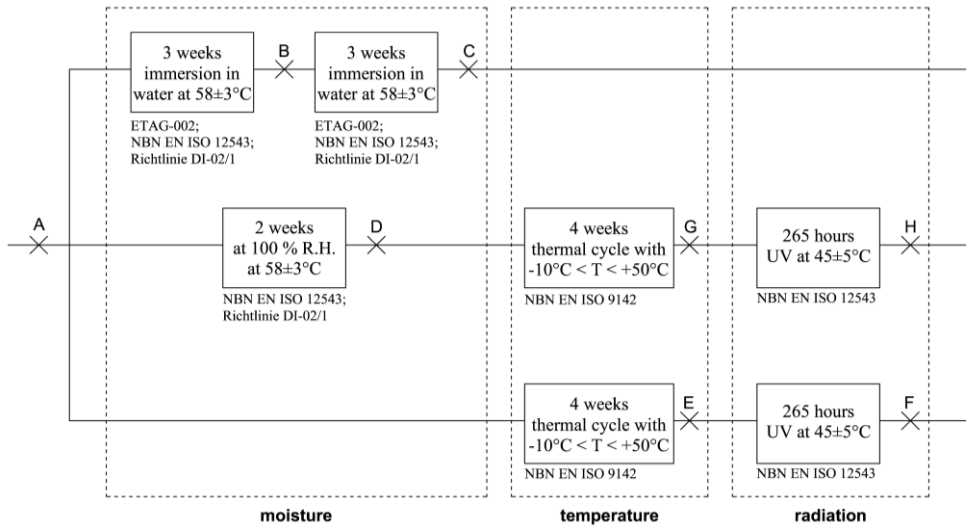 B
C
3 weeks
immersion in
water at 58±3°C
3 weeks
immersion in
water at 58±3°C
ETAG-002;
NBN EN ISO 12543;
Richtlinie DI-02/1
ETAG-002;
NBN EN ISO 12543;
Richtlinie DI-02/1
A
2 weeks
at 100 % R.H.
at 58±3°C
D
4 weeks
thermal cycle with
-10°C < T < +50°C
G
265 hours
UV at 45±5°C
H
NBN EN ISO 12543;
Richtlinie DI-02/1
NBN EN ISO 9142
NBN EN ISO 12543
4 weeks
thermal cycle with
-10°C < T < +50°C
E
265 hours
UV at 45±5°C
F
NBN EN ISO 9142
NBN EN ISO 12543
moisture
temperature
radiation